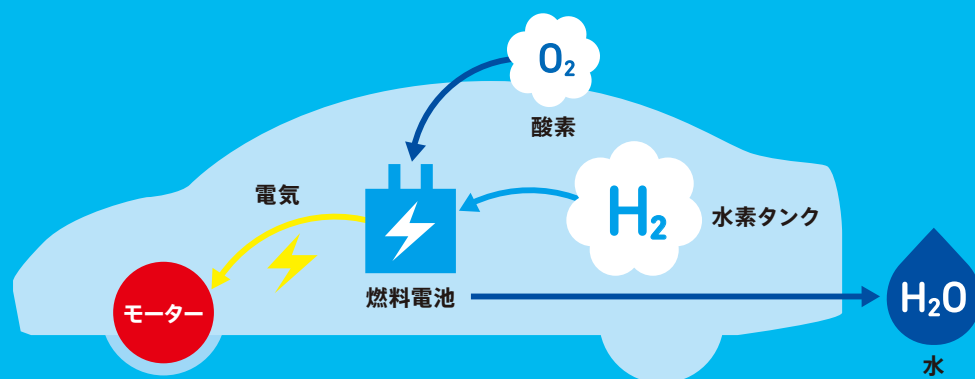 O₂
酸素
電気
H₂
水素タンク
モーター
燃料電池
H₂O
水